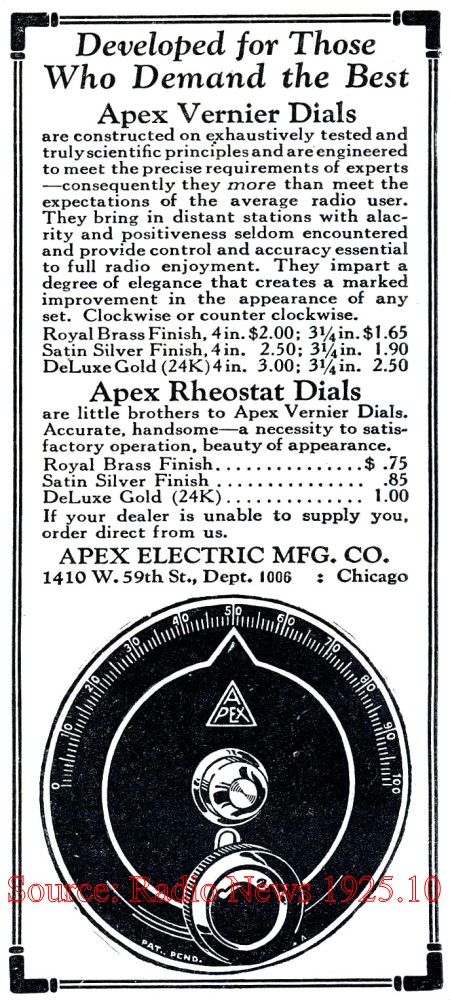 Developed for Those
Who Demand the Best
Apex Vernier Dials
are constructed on exhaustively tested and
truly scientific principles and are engineered
to meet the precise requirements of experts
—consequently they more than meet the
expectations of the average radio user.
They bring in distant stations with alac-
rity and positiveness seldom encountered
and provide control and accuracy essential
to full radio enjoyment. They impart a
degree of elegance that creates a marked
improvement in the appearance of any
set. Clockwise or counter clockwise.
Royal Brass Finish, 4 in. $2.00; 3¼ in. $1.65
Satin Silver Finish, 4 in. 2.50; 3¼ in. 1.90
DeLuxe Gold (24K) 4 in. 3.00; 3¼ in. 2.50
Apex Rheostat Dials
are little brothers to Apex Vernier Dials.
Accurate, handsome—a necessity to satis-
factory operation, beauty of appearance.
Royal Brass Finish...............$ .75
Satin Silver Finish.............. .85
DeLuxe Gold (24K)............. 1.00
If your dealer is unable to supply you,
order direct from us.
APEX ELECTRIC MFG. CO.
1410 W. 59th St., Dept. 1006 : Chicago
0 10 20 30 40 50 60 70 80 90 100
A
PEX
Source: Radio News 1925.10
PAT. PEND.